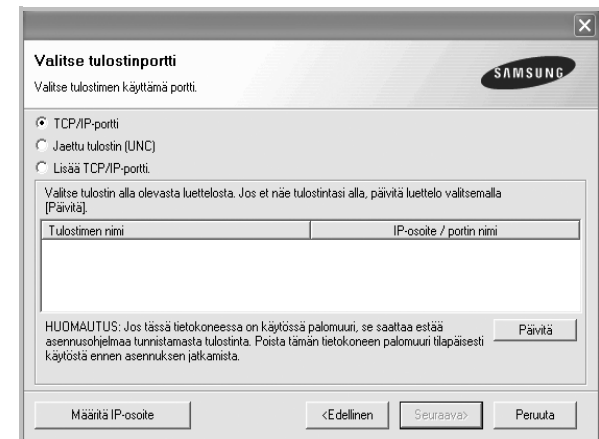 Valitse tulostinportti
Valitse tulostimen käyttämä portti.
SAMSUNG
TCP/IP-portti
Jaettu tulostin (UNC)
Lisää TCP/IP-portti.
Valitse tulostin alla olevasta luettelosta. Jos et näe tulostintasi alla, päivitä luettelo valitsemalla
[Päivitä].
Tulostimen nimi IP-osoite / portin nimi
HUOMAUTUS: Jos tässä tietokoneessa on käytössä palomuuri, se saattaa estää
asennusohjelmaa tunnistamasta tulostinta. Poista tämän tietokoneen palomuuri tilapäisesti
käytöstä ennen asennuksen jatkamista.
Päivitä
Määritä IP-osoite <Edellinen Seuraava> Peruuta